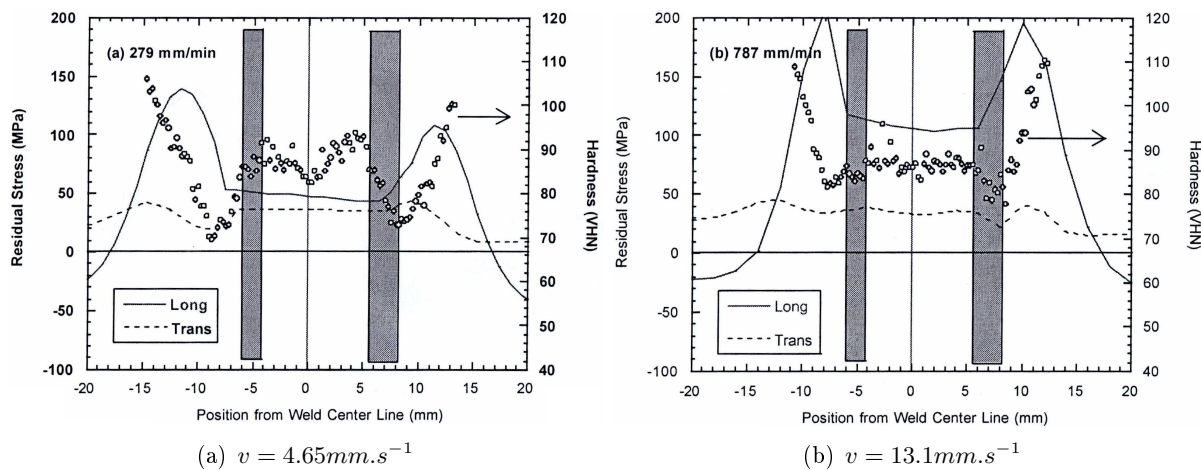 (a) 279 mm/min
Residual Stress (MPa)
200
150
100
50
0
-50
-100
120
110
100
90
80
70
60
50
40
Hardness (VHN)
Long
Trans
-20 -15 -10 -5 0 5 10 15 20
Position from Weld Center Line (mm)
(a) v = 4.65mm.s⁻¹
(b) 787 mm/min
Residual Stress (MPa)
200
150
100
50
0
-50
-100
120
110
100
90
80
70
60
50
40
Hardness (VHN)
Long
Trans
-20 -15 -10 -5 0 5 10 15 20
Position from Weld Center Line (mm)
(b) v = 13.1mm.s⁻¹